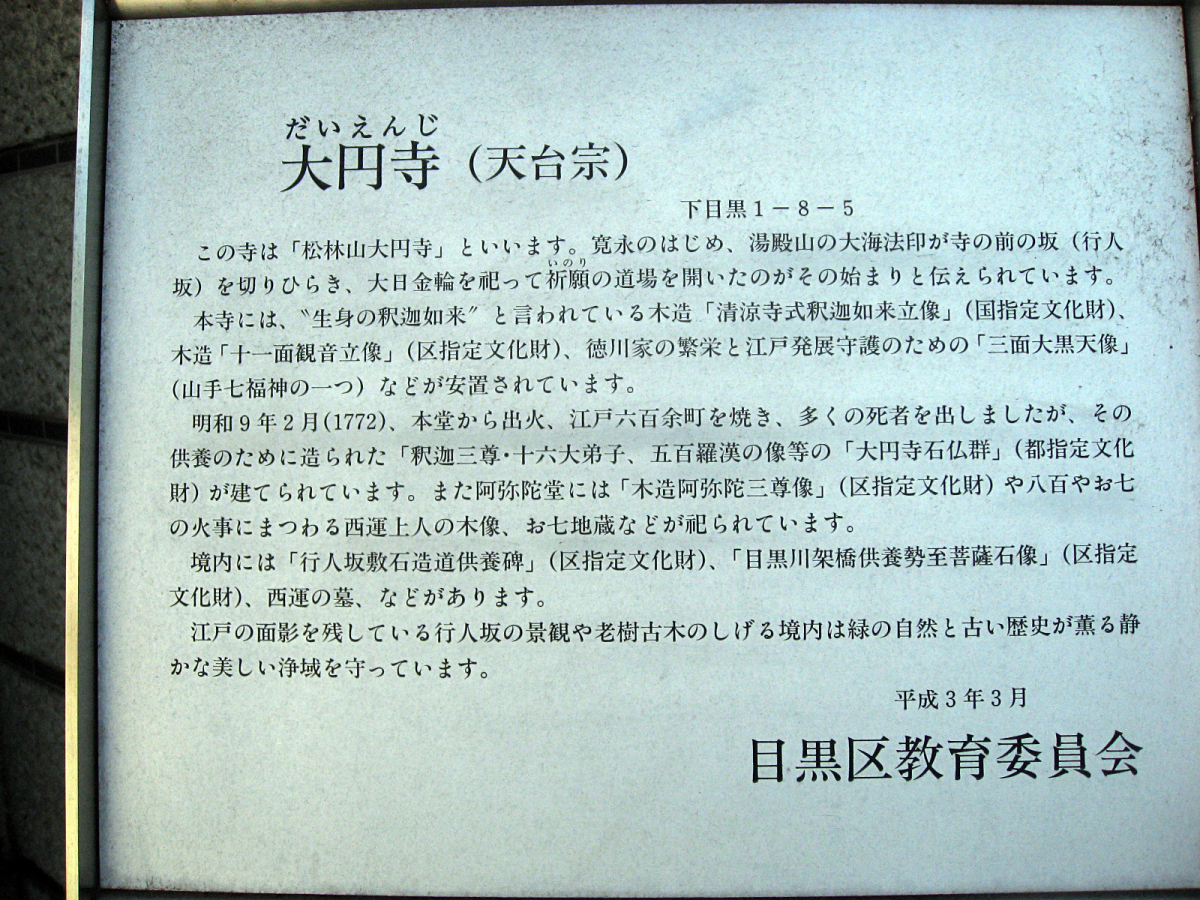 だいえんじ
大円寺（天台宗）
下目黒1－8－5
この寺は「松林山大円寺」といいます。寛永のはじめ、湯殿山の大海法印が寺の前の坂（行人
いのり
坂）を切りひらき、大日金輪を祀って祈願の道場を開いたのがその始まりと伝えられています。
本寺には、〝生身の釈迦如来〟と言われている木造「清涼寺式釈迦如来立像」（国指定文化財）、
木造「十一面観音立像」（区指定文化財）、徳川家の繁栄と江戸発展守護のための「三面大黒天像」
（山手七福神の一つ）などが安置されています。
明和9年2月(1772)、本堂から出火、江戸六百余町を焼き、多くの死者を出しましたが、その
供養のために造られた「釈迦三尊･十六大弟子、五百羅漢の像等の「大円寺石仏群」（都指定文化
財）が建てられています。また阿弥陀堂には「木造阿弥陀三尊像」（区指定文化財）や八百やお七
の火事にまつわる西運上人の木像、お七地蔵などが祀られています。
境内には「行人坂敷石造道供養碑」（区指定文化財）、「目黒川架橋供養勢至菩薩石像」（区指定
文化財）、西運の墓、などがあります。
江戸の面影を残している行人坂の景観や老樹古木のしげる境内は緑の自然と古い歴史が薫る静
かな美しい浄域を守っています。
平成3年3月
目黒区教育委員会